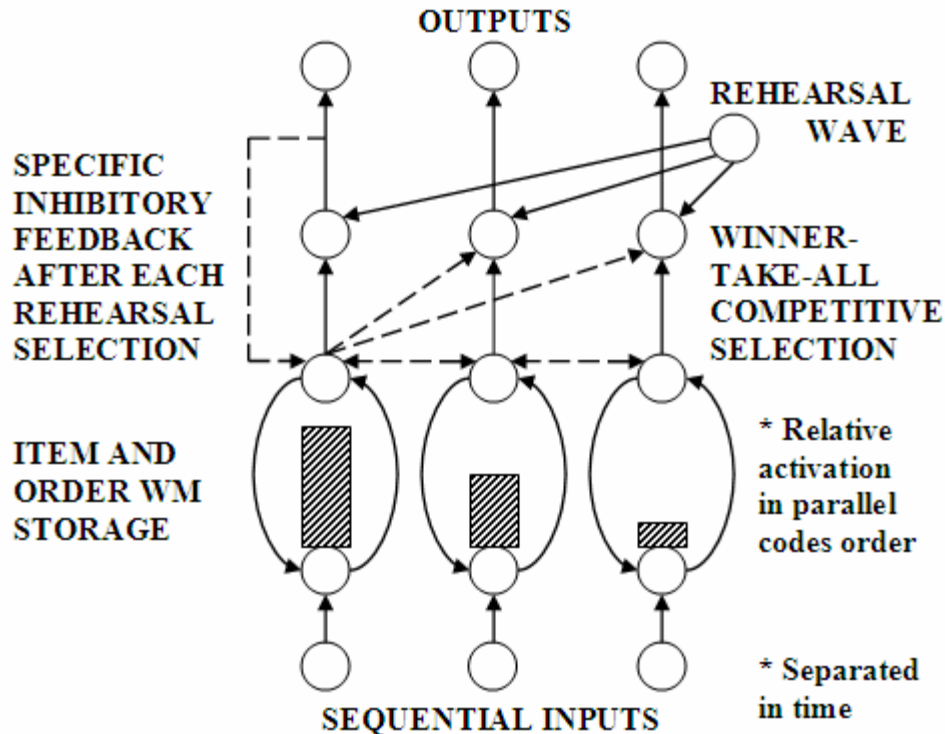 OUTPUTS
REHEARSAL
WAVE
SPECIFIC
INHIBITORY
FEEDBACK
AFTER EACH
REHEARSAL
SELECTION
WINNER-
TAKE-ALL
COMPETITIVE
SELECTION
ITEM AND
ORDER WM
STORAGE
* Relative
activation
in parallel
codes order
* Separated
in time
SEQUENTIAL INPUTS